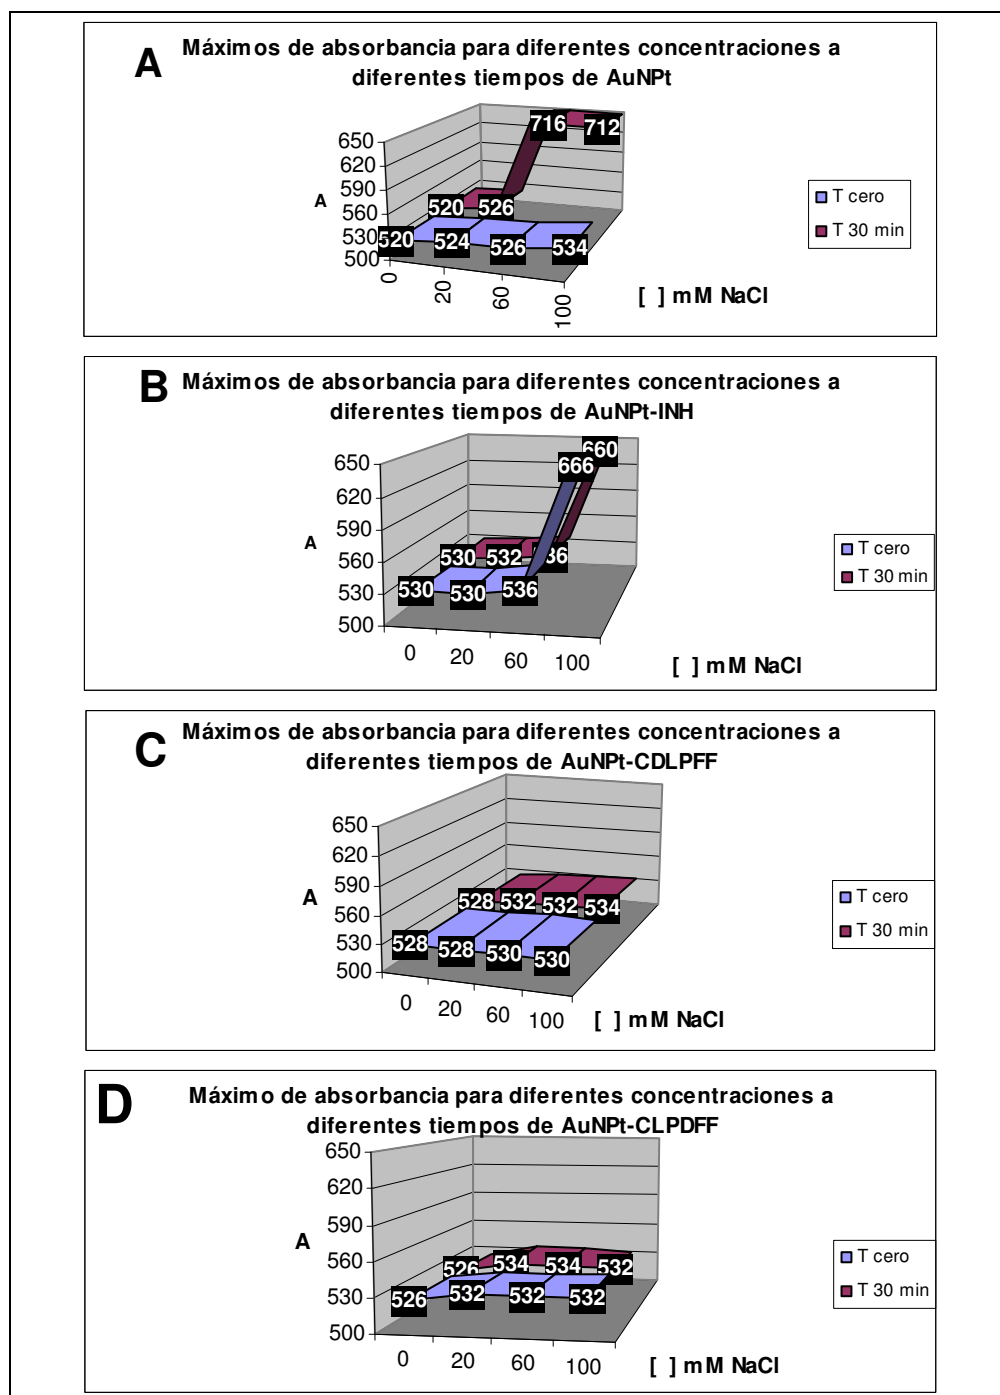 A
Máximos de absorbancia para diferentes concentraciones a
diferentes tiempos de AuNPt
650
620
590
560
530
500
A
716 712
520 526
520 524 526 534
0 20 60 100
[ ] mM NaCl
T cero
T 30 min
B
Máximos de absorbancia para diferentes concentraciones a
diferentes tiempos de AuNPt-INH
650
620
590
560
530
500
A
660
666
530 532 536
530 530 536
0 20 60 100
[ ] mM NaCl
T cero
T 30 min
C
Máximos de absorbancia para diferentes concentraciones a
diferentes tiempos de AuNPt-CDLPFF
650
620
590
560
530
500
A
528 532 532 534
528 528 530 530
0 20 60 100
[ ] mM NaCl
T cero
T 30 min
D
Máximo de absorbancia para diferentes concentraciones a
diferentes tiempos de AuNPt-CLPDFF
650
620
590
560
530
500
A
526 534 534 532
526 532 532 532
0 20 60 100
[ ] mM NaCl
T cero
T 30 min